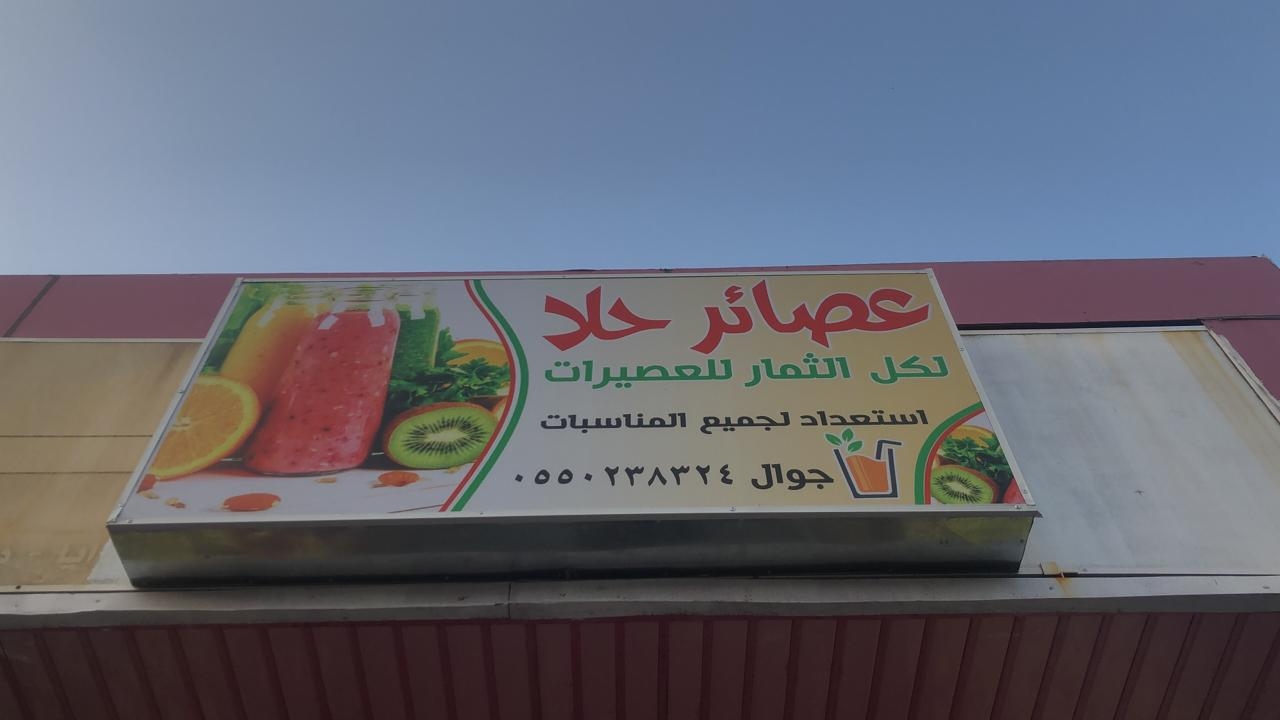 عصائر حلا
لكل الثمار للعصيرات
استعداد لجميع المناسبات
جوال ٠٥٥٠٢٣٨٣٢٤